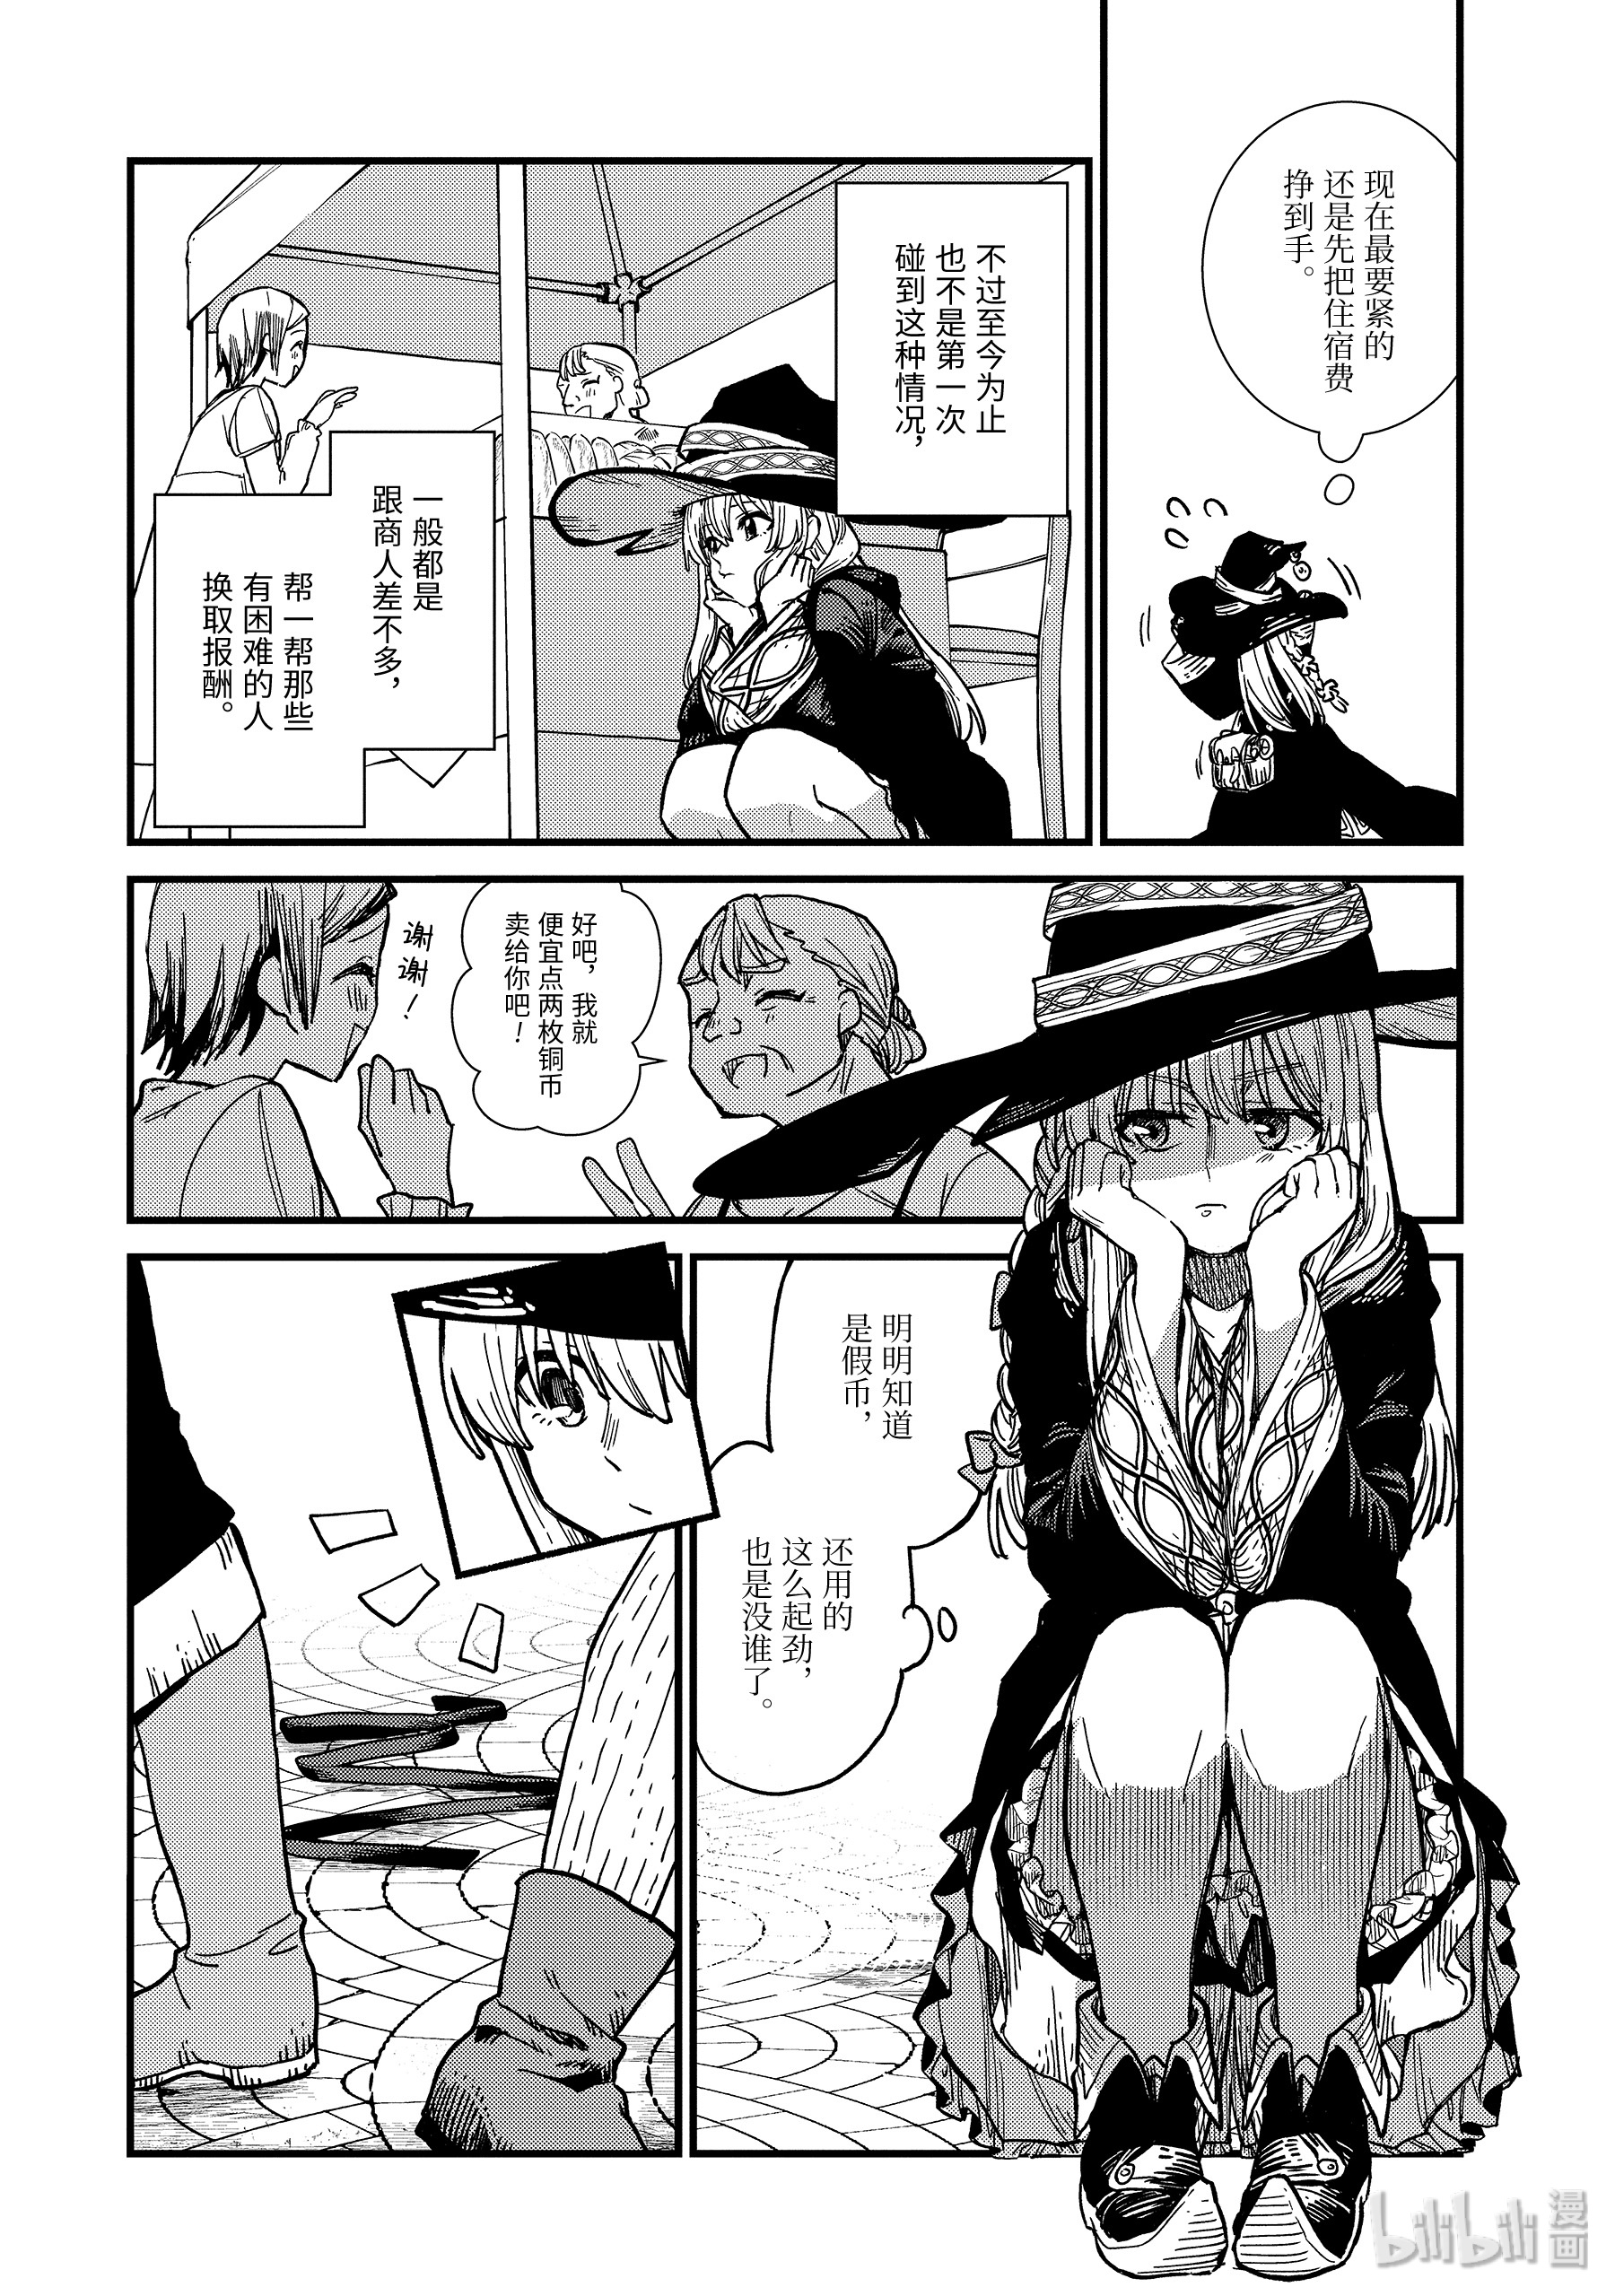 现在最要紧的
还是先把住宿费
挣到手。
不过至今为止
也不是第一次
碰到这种情况，
一般都是
跟商人差不多，
帮一帮那些
有困难的人
换取报酬。
好吧，我就
便宜点两枚铜币
卖给你吧！
谢谢！
明明知道
是假币，
还用的
这么起劲，
也是没谁了。
bilibili
漫画